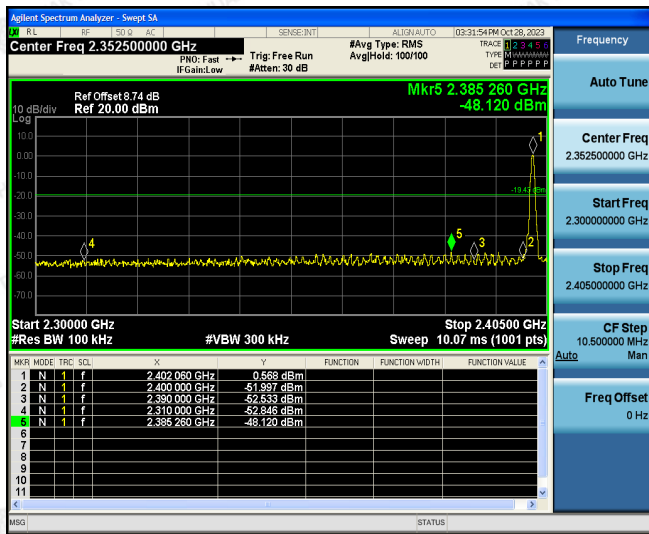 Agilent Spectrum Analyzer - Swept SA
LXI RL RF 50 Ω AC SENSE:INT ALIGN AUTO 03:31:54 PM Oct 28, 2023
Center Freq 2.352500000 GHz
PNO: Fast
IFGain:Low
Trig: Free Run
#Atten: 30 dB
#Avg Type: RMS
Avg|Hold: 100/100
TRACE 1 2 3 4 5 6
TYPE M
DET P P P P P P
Ref Offset 8.74 dB
Ref 20.00 dBm
10 dB/div
Log
Mkr5 2.385 260 GHz
-48.120 dBm
10.0
0.00
-10.0
-20.0
-30.0
-40.0
-50.0
-60.0
-70.0
1
2
3
4
5
Start 2.30000 GHz
Stop 2.40500 GHz
#Res BW 100 kHz
#VBW 300 kHz
Sweep 10.07 ms (1001 pts)
MKR MODE TRC SCL X Y FUNCTION FUNCTION WIDTH FUNCTION VALUE
1 N 1 f 2.402 060 GHz 0.568 dBm
2 N 1 f 2.400 000 GHz -51.997 dBm
3 N 1 f 2.390 000 GHz -52.533 dBm
4 N 1 f 2.310 000 GHz -52.846 dBm
5 N 1 f 2.385 260 GHz -48.120 dBm
6
7
8
9
10
11
MSG STATUS
Frequency
Auto Tune
Center Freq
2.352500000 GHz
Start Freq
2.300000000 GHz
Stop Freq
2.405000000 GHz
CF Step
10.500000 MHz
Auto Man
Freq Offset
0 Hz